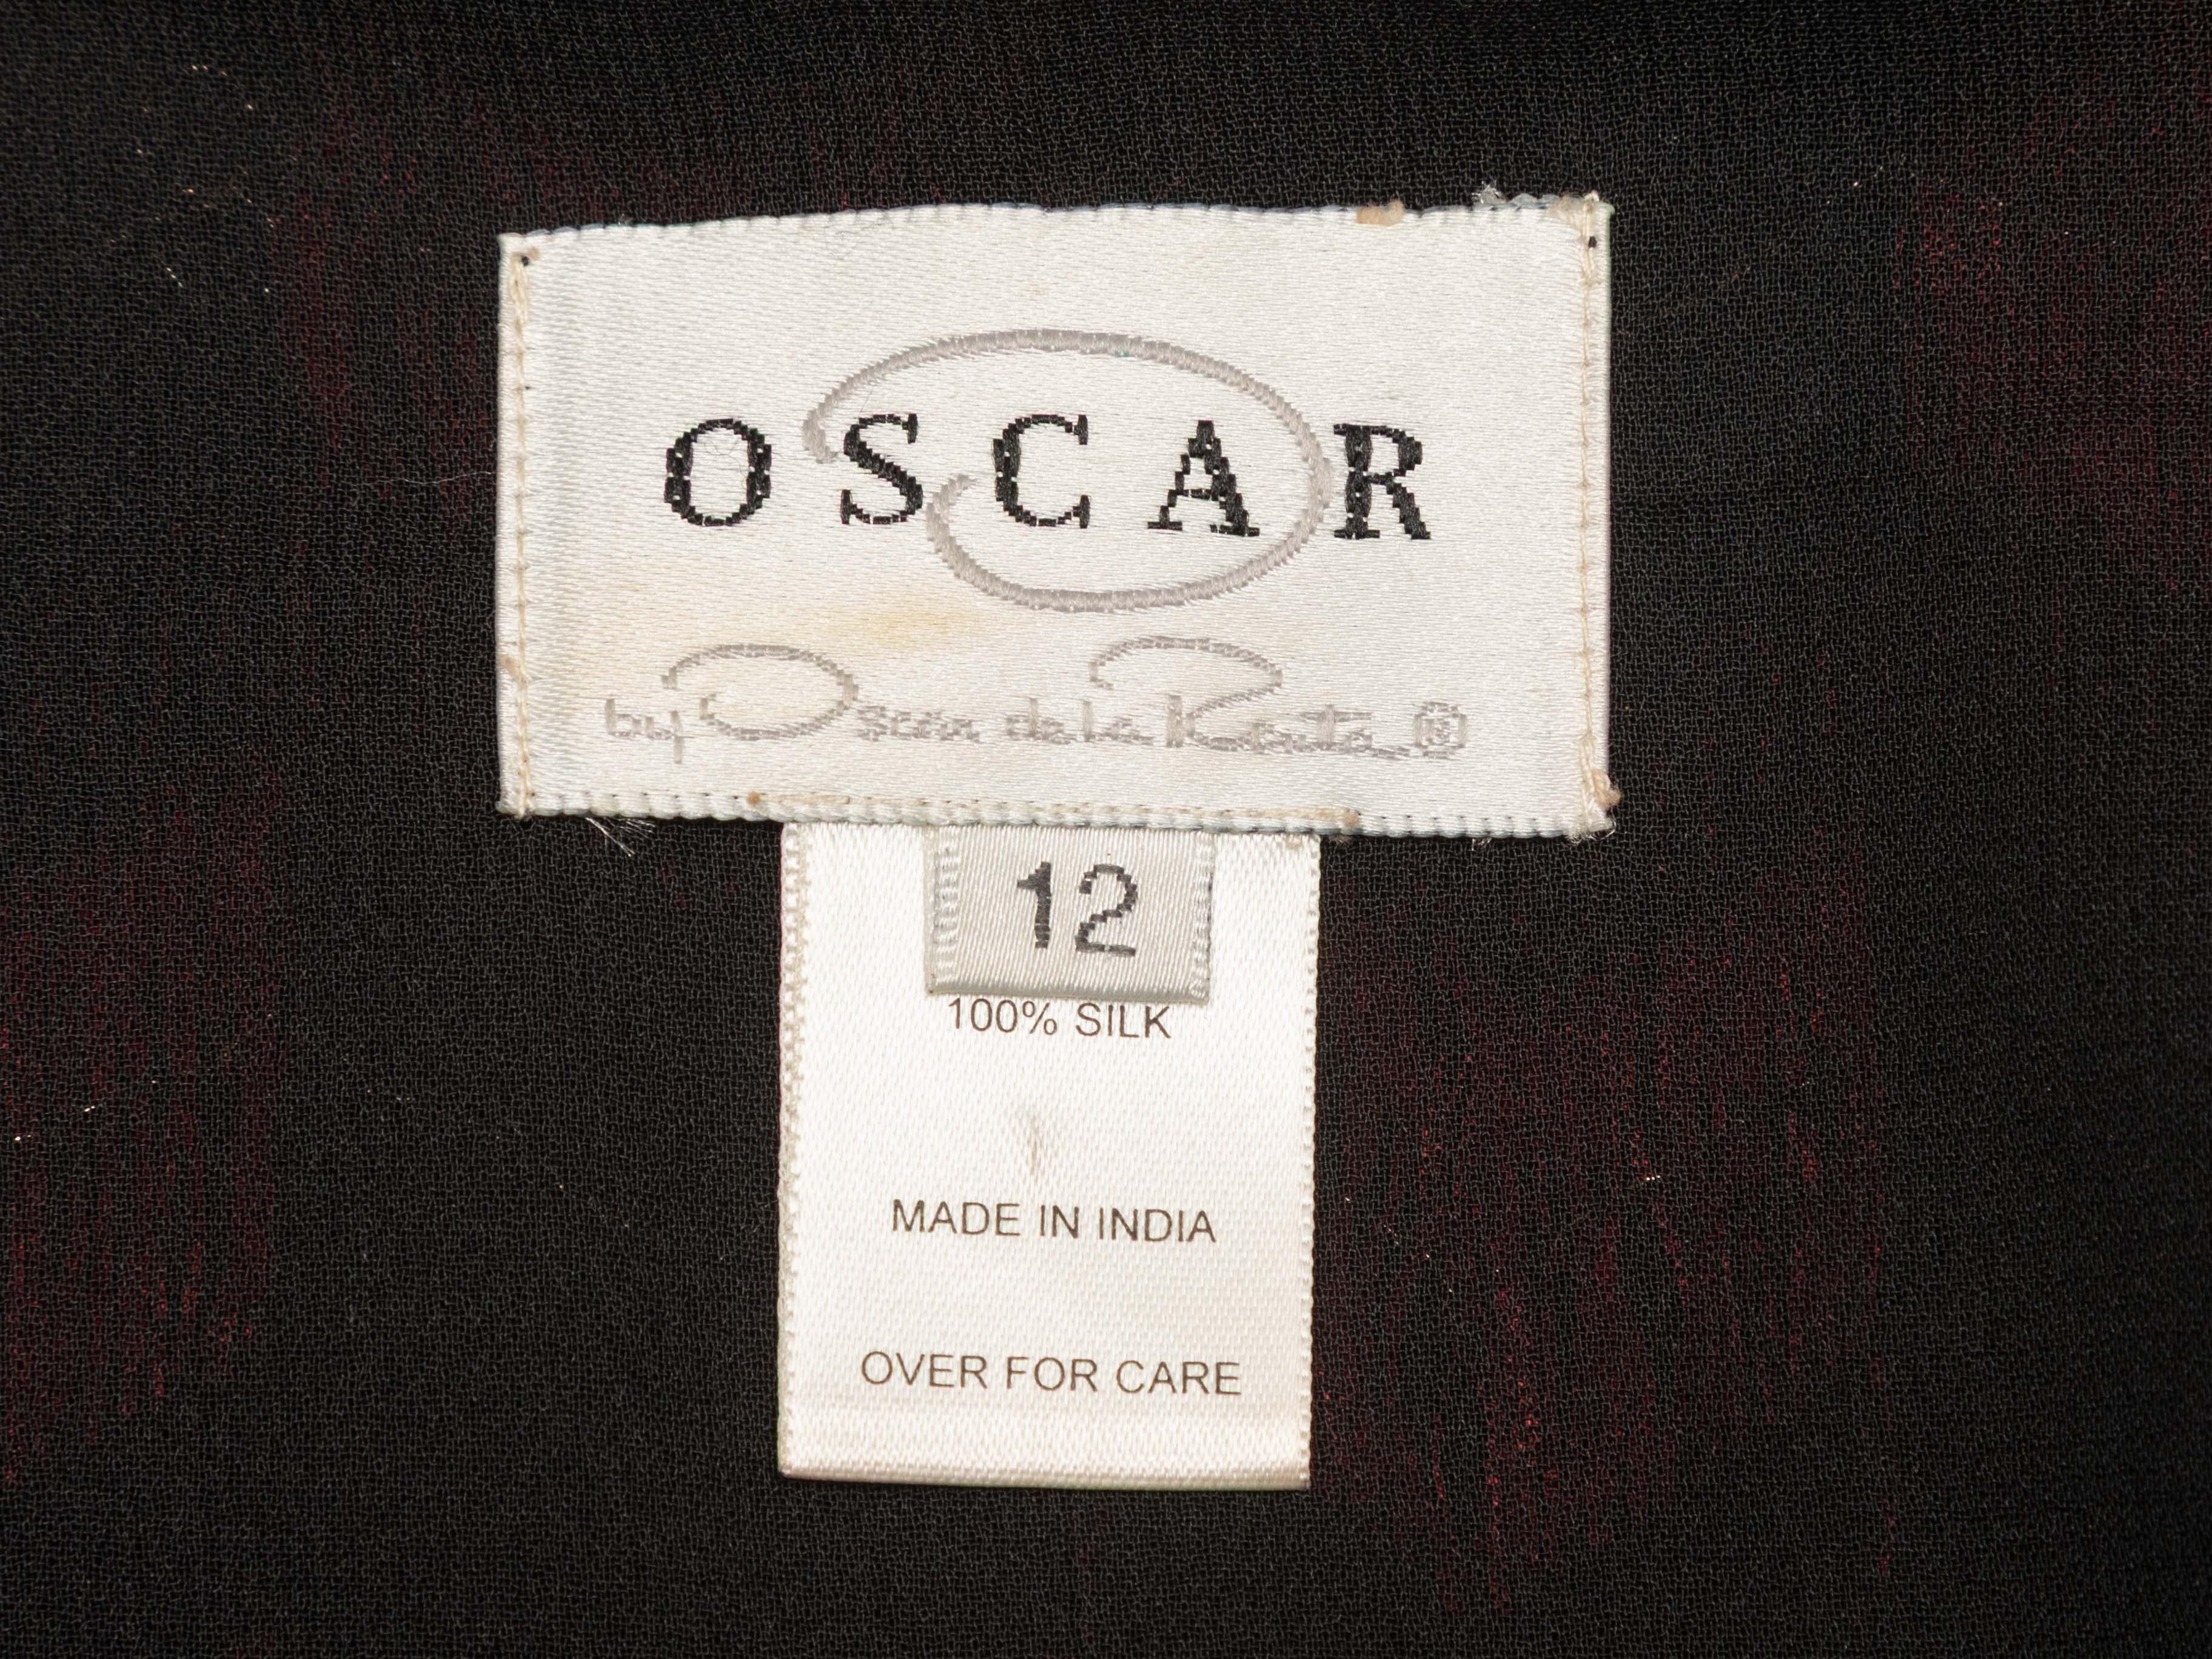 OSCAR
by Oscar de la Renta ®
12
100% SILK
MADE IN INDIA
OVER FOR CARE